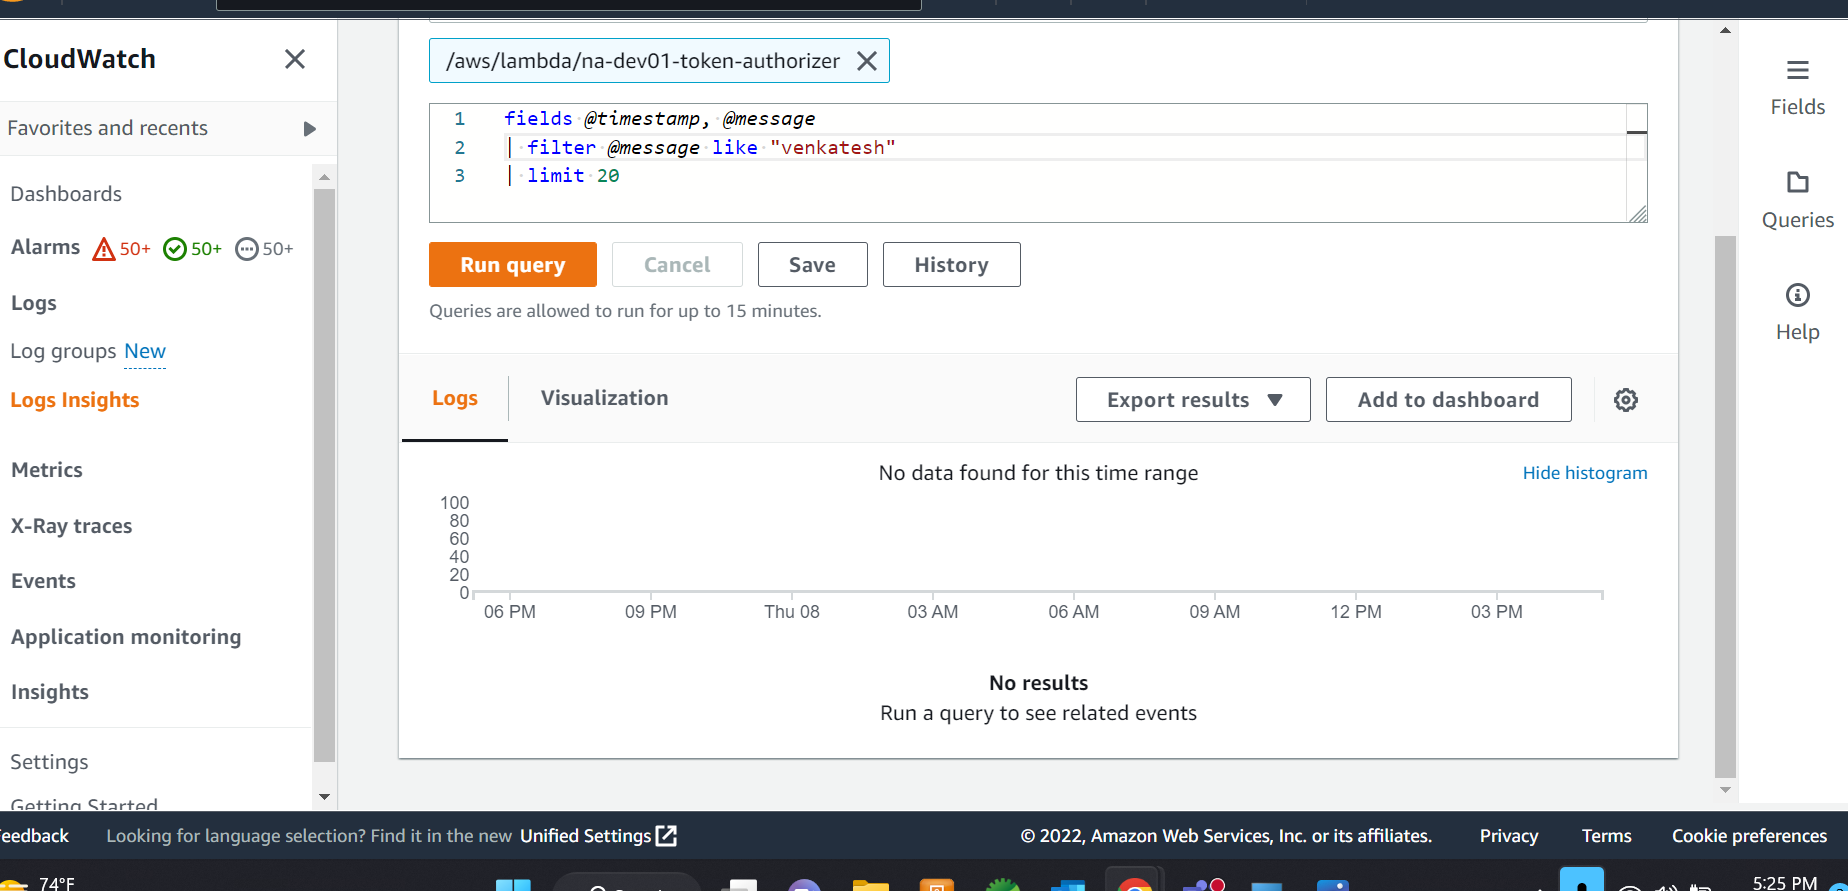 CloudWatch
Favorites and recents
Dashboards
Alarms 50+ 50+ 50+
Logs
Log groups New
Logs Insights
Metrics
X-Ray traces
Events
Application monitoring
Insights
Settings
Getting Started
/aws/lambda/na-dev01-token-authorizer
1 fields @timestamp, @message
2 | filter @message like "venkatesh"
3 | limit 20
Run query Cancel Save History
Queries are allowed to run for up to 15 minutes.
Logs Visualization Export results Add to dashboard
No data found for this time range Hide histogram
100
80
60
40
20
0
06 PM 09 PM Thu 08 03 AM 06 AM 09 AM 12 PM 03 PM
No results
Run a query to see related events
Fields
Queries
Help
eedback Looking for language selection? Find it in the new Unified Settings © 2022, Amazon Web Services, Inc. or its affiliates. Privacy Terms Cookie preferences
74°F 5:25 PM